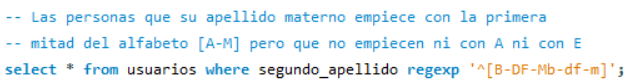 -- Las personas que su apellido materno empiece con la primera
-- mitad del alfabeto [A-M] pero que no empiecen ni con A ni con E
select * from usuarios where segundo_apellido regexp '^[B-DF-Mb-df-m]';